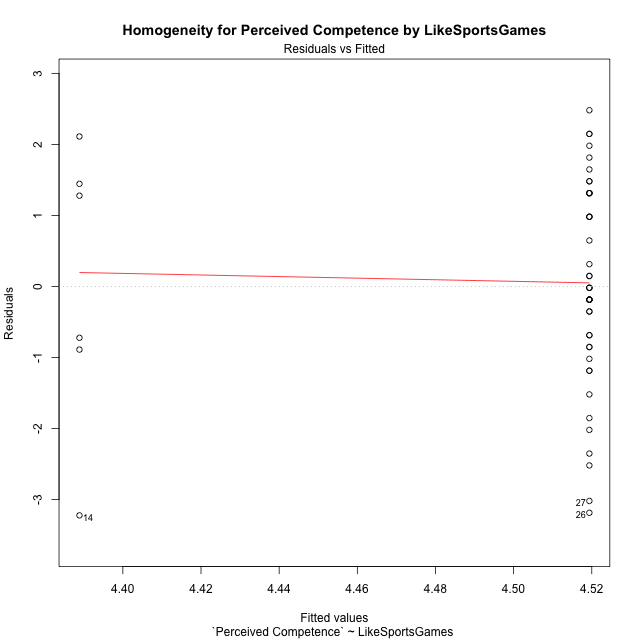 Homogeneity for Perceived Competence by LikeSportsGames
Residuals vs Fitted
3
2
1
0
-1
-2
-3
Residuals
14
27
26
4.40 4.42 4.44 4.46 4.48 4.50 4.52
Fitted values
`Perceived Competence` ~ LikeSportsGames